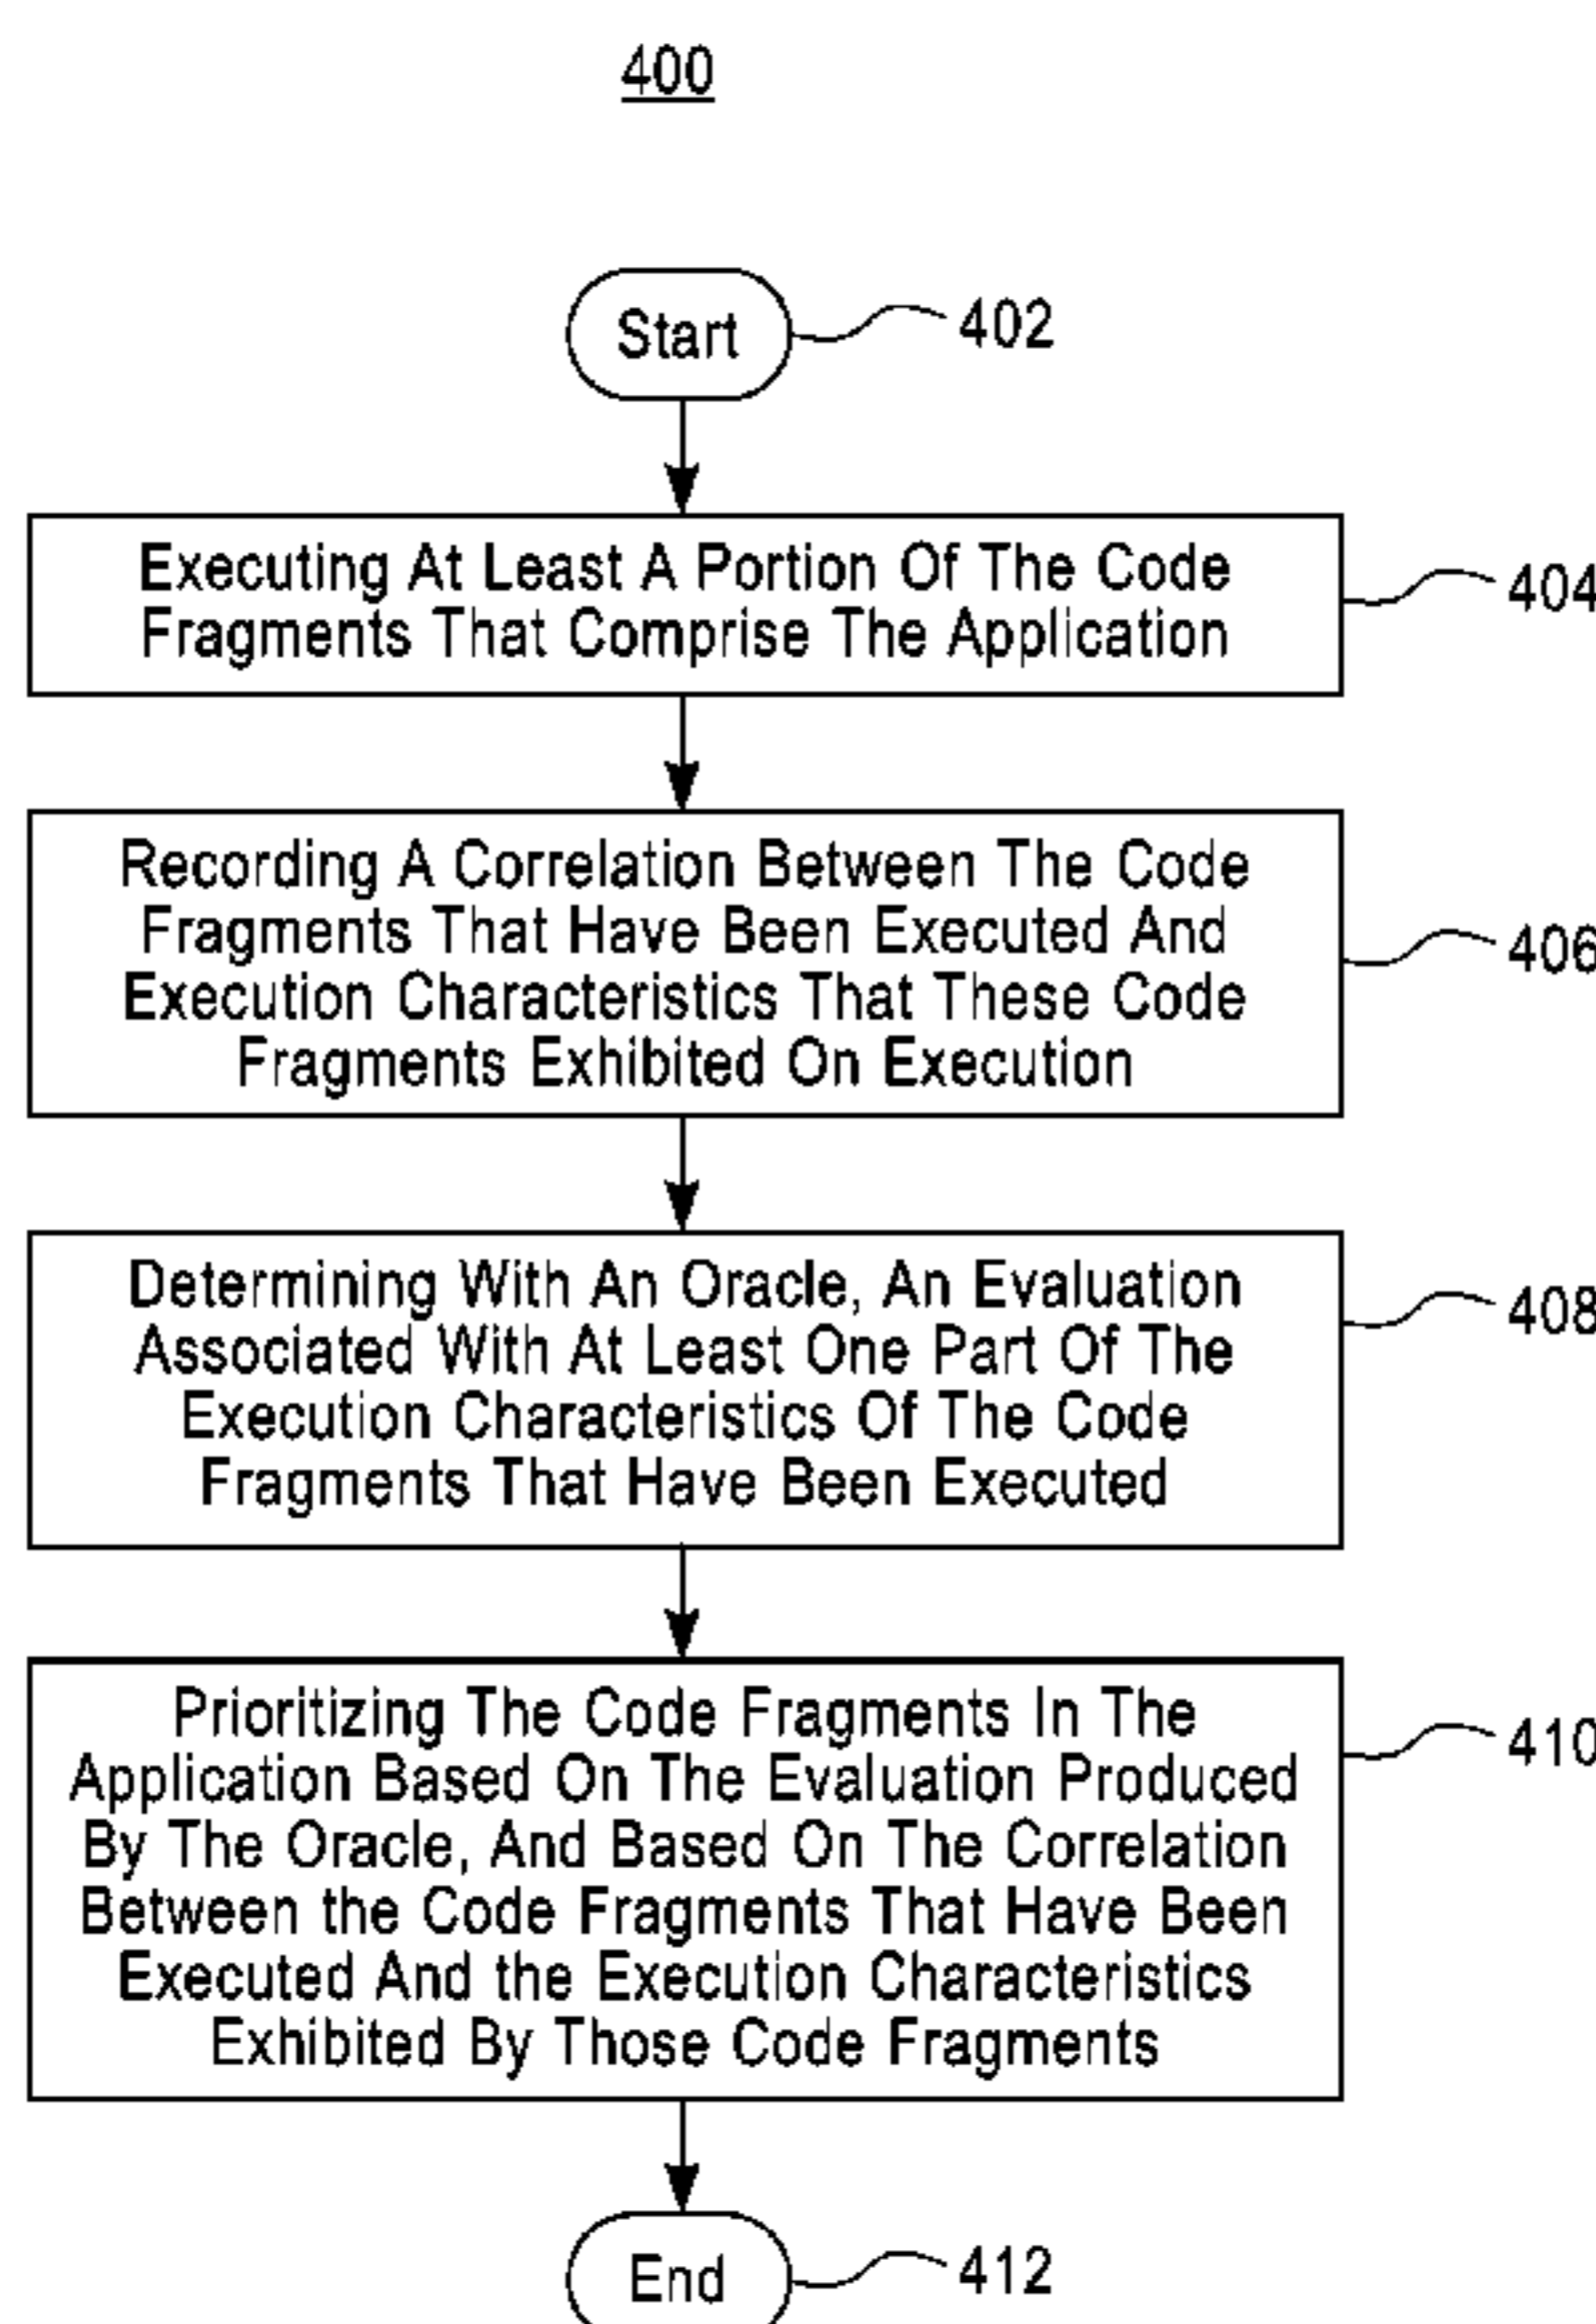 400
Start
402
Executing At Least A Portion Of The Code
Fragments That Comprise The Application
404
Recording A Correlation Between The Code
Fragments That Have Been Executed And
Execution Characteristics That These Code
Fragments Exhibited On Execution
406
Determining With An Oracle, An Evaluation
Associated With At Least One Part Of The
Execution Characteristics Of The Code
Fragments That Have Been Executed
408
Prioritizing The Code Fragments In The
Application Based On The Evaluation Produced
By The Oracle, And Based On The Correlation
Between the Code Fragments That Have Been
Executed And the Execution Characteristics
Exhibited By Those Code Fragments
410
End
412